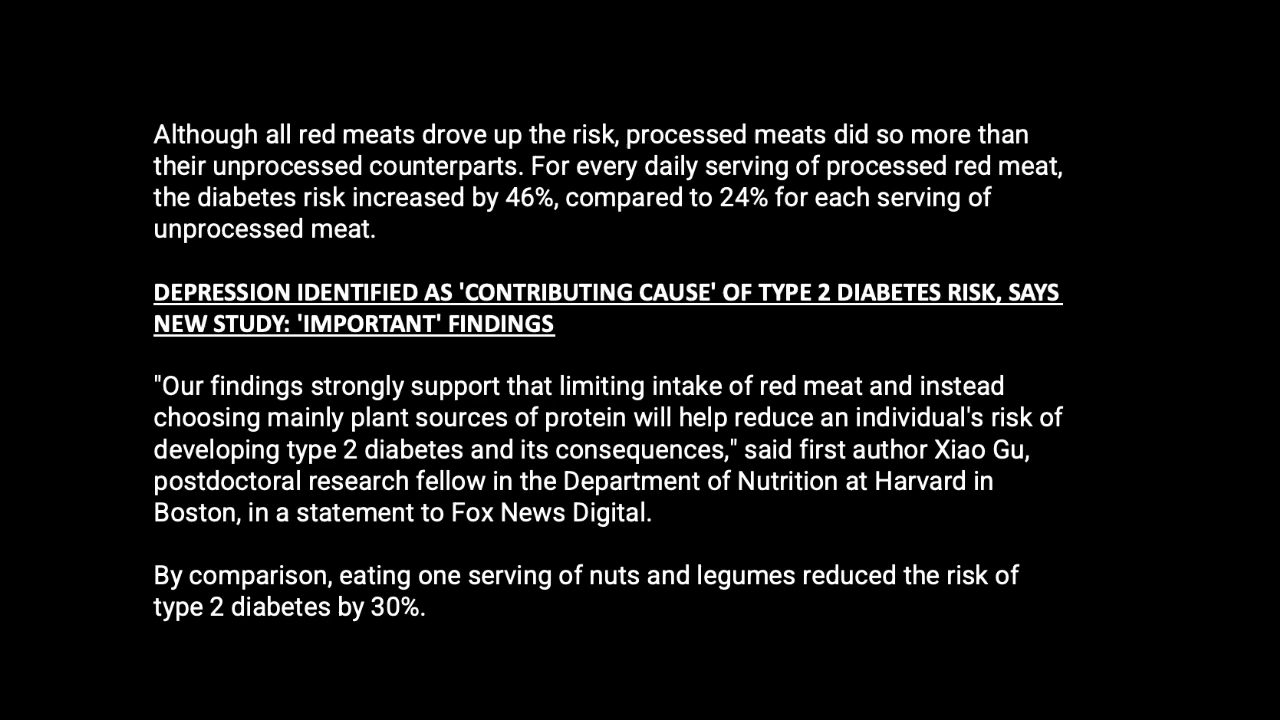 Although all red meats drove up the risk, processed meats did so more than
their unprocessed counterparts. For every daily serving of processed red meat,
the diabetes risk increased by 46%, compared to 24% for each serving of
unprocessed meat.
DEPRESSION IDENTIFIED AS 'CONTRIBUTING CAUSE' OF TYPE 2 DIABETES RISK, SAYS
NEW STUDY: 'IMPORTANT' FINDINGS
"Our findings strongly support that limiting intake of red meat and instead
choosing mainly plant sources of protein will help reduce an individual's risk of
developing type 2 diabetes and its consequences," said first author Xiao Gu,
postdoctoral research fellow in the Department of Nutrition at Harvard in
Boston, in a statement to Fox News Digital.
By comparison, eating one serving of nuts and legumes reduced the risk of
type 2 diabetes by 30%.